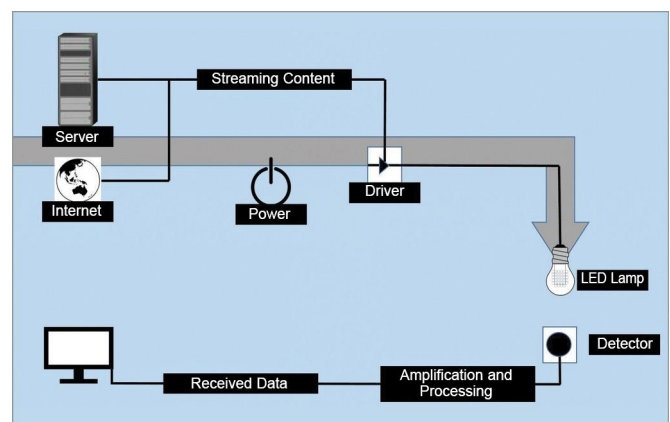 Streaming Content
Server
Internet
Power
Driver
LED Lamp
Detector
Received Data
Amplification and
Processing